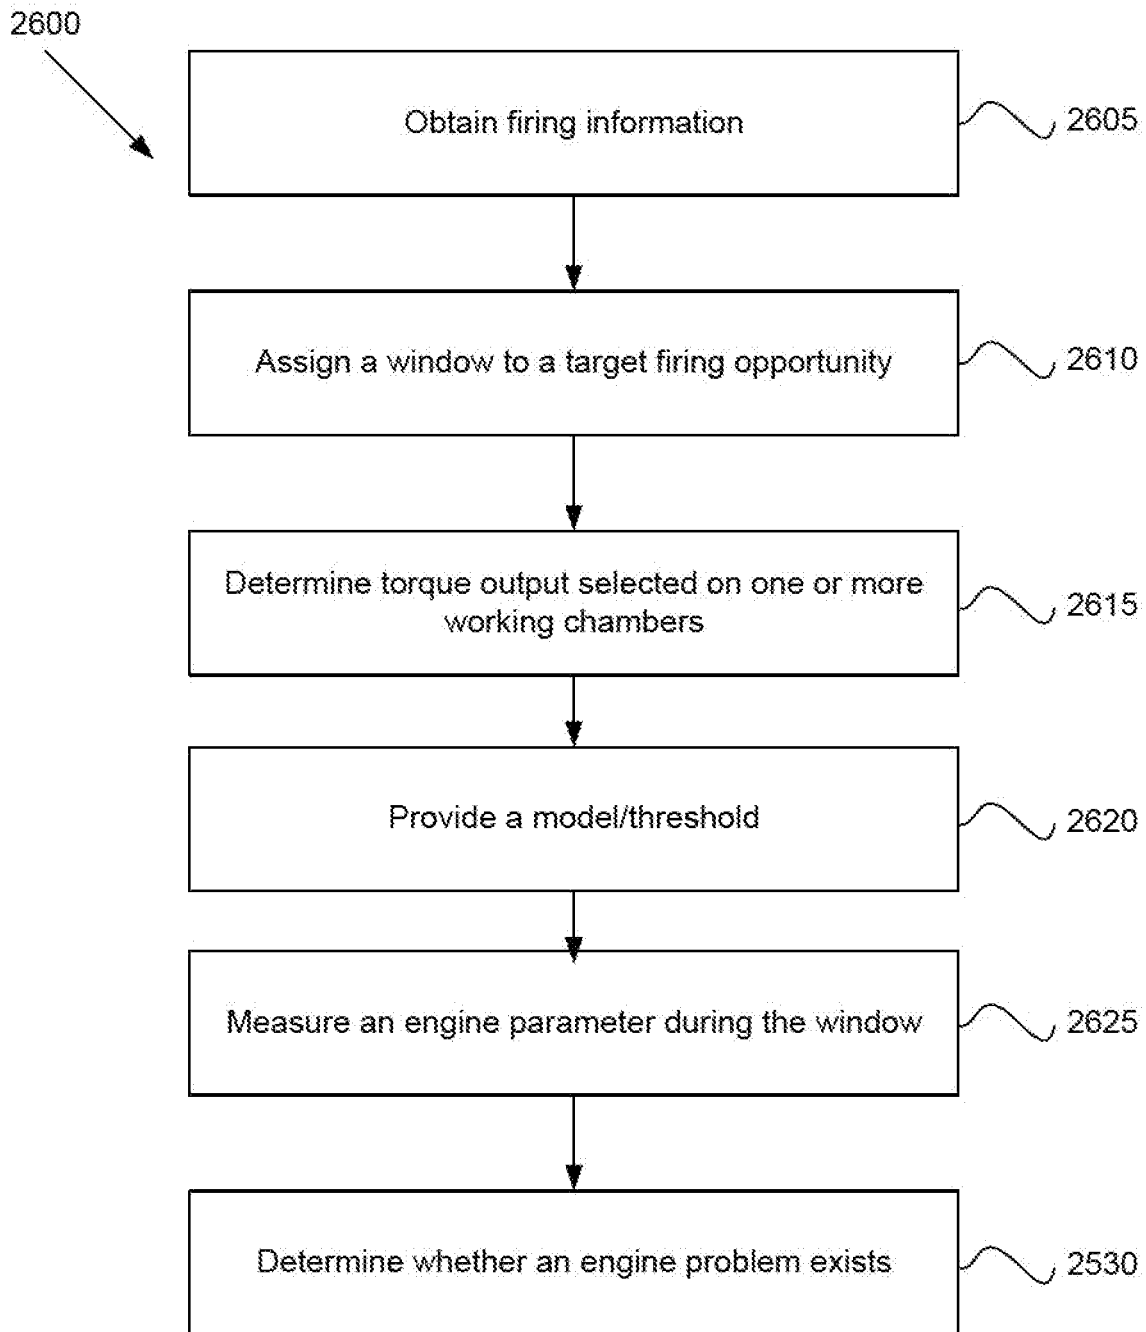 2600
Obtain firing information
2605
Assign a window to a target firing opportunity
2610
Determine torque output selected on one or more
working chambers
2615
Provide a model/threshold
2620
Measure an engine parameter during the window
2625
Determine whether an engine problem exists
2530